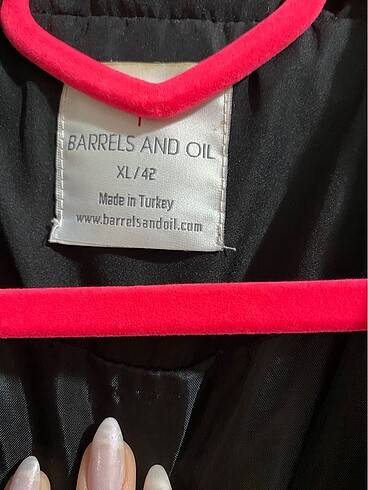 BARRELS AND OIL
XL/42
Made in Turkey
www.barrelsandoil.com